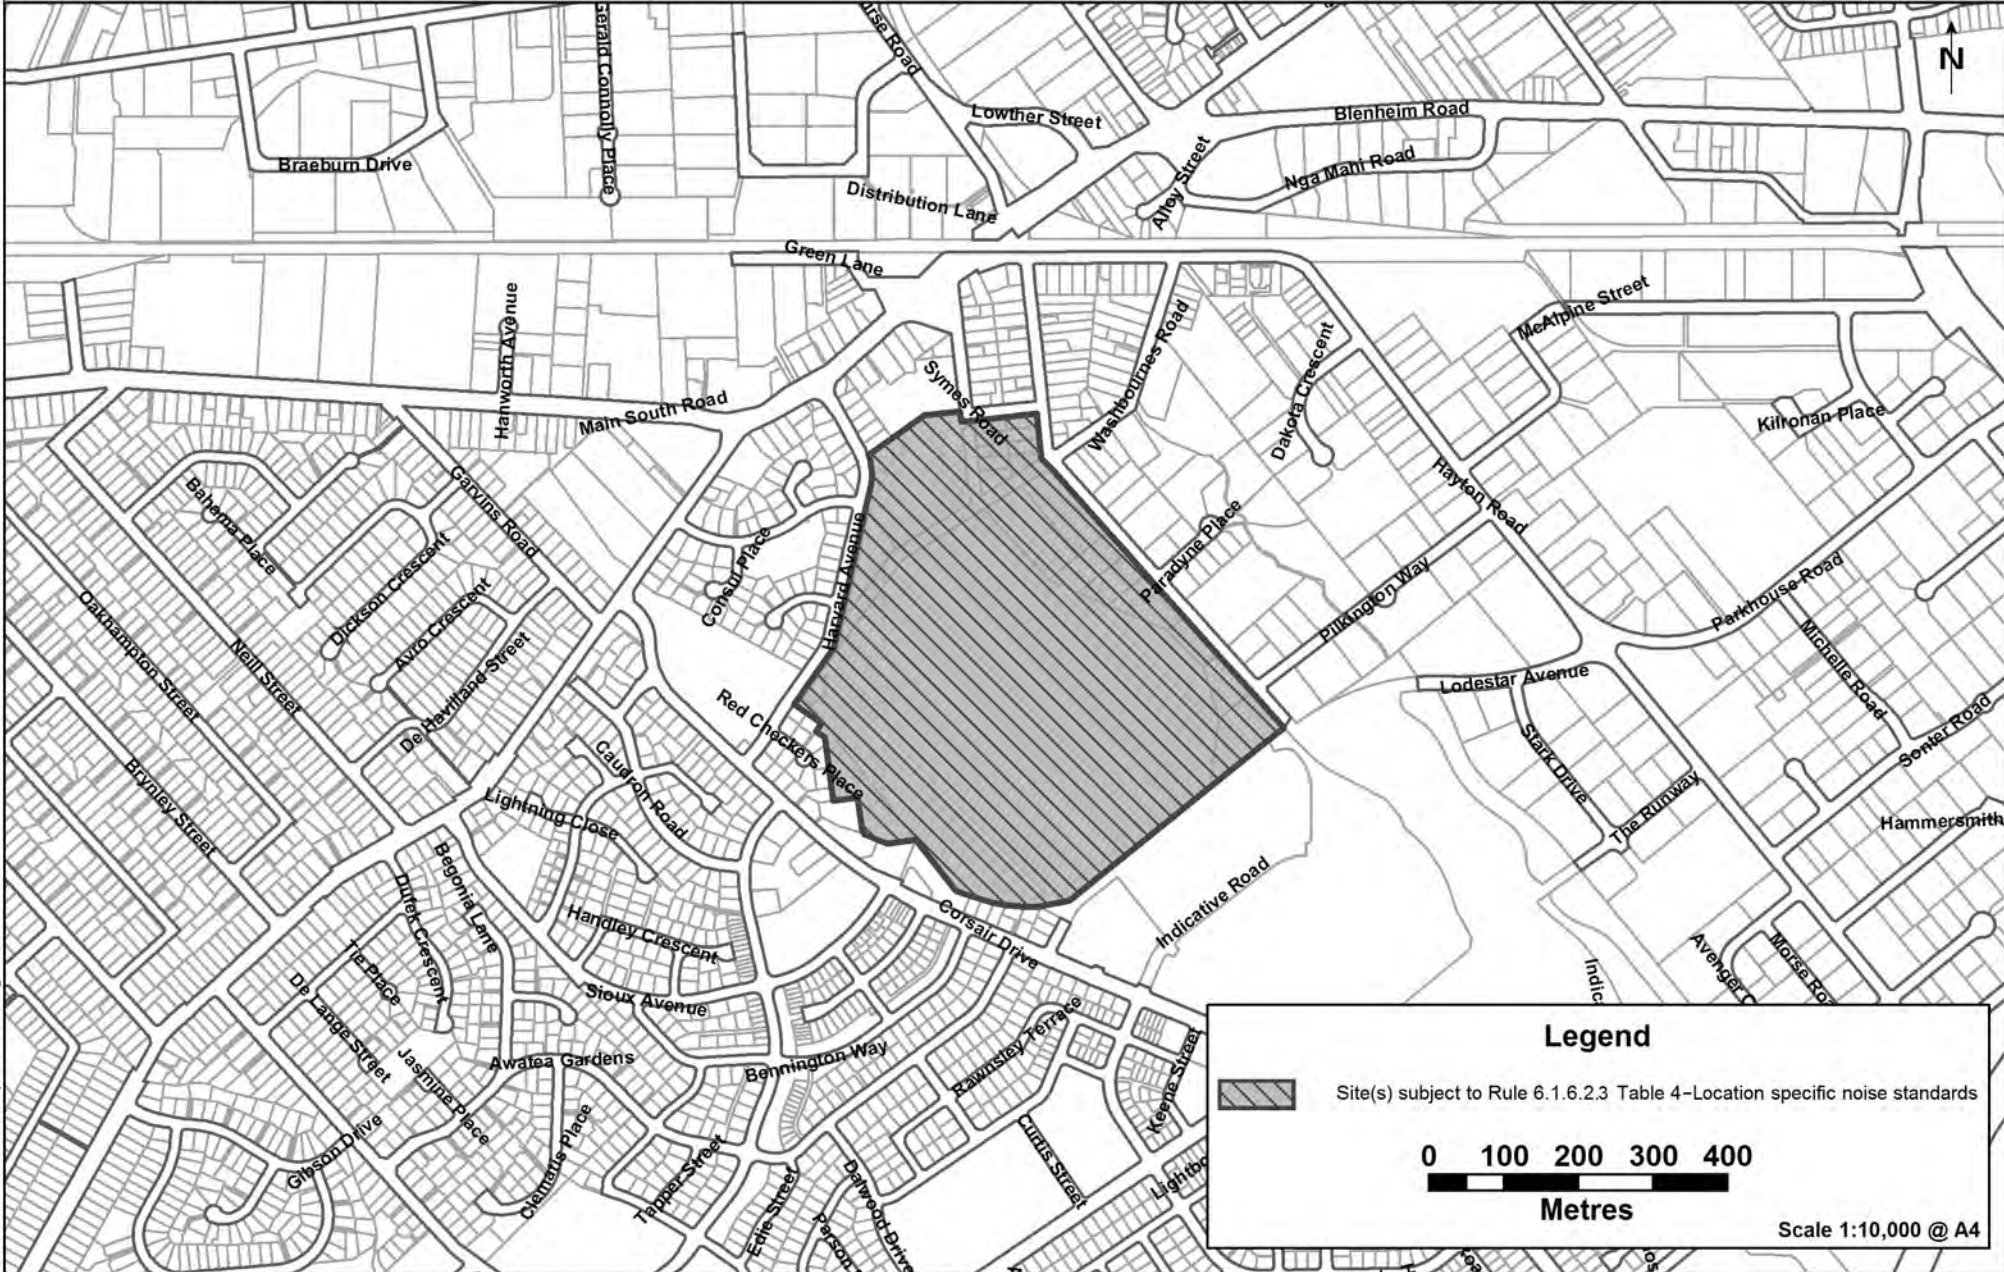 Gerald Connolly Place
N
Lowther Street
Blenheim Road
Braeburn Drive
Nga Mahi Road
Alloy Street
Distribution Lane
Green Lane
Hanworth Avenue
McAlpine Street
Washbournes Road
Dakota Crescent
Symes Road
Main South Road
Kilronan Place
Garvins Road
Hayton Road
Bahama Place
Harvard Avenue
Consul Place
Paradyne Place
Dickson Crescent
Avro Crescent
Pilkington Way
Parkhouse Road
Oakhampton Street
Neill Street
De Havilland Street
Michelle Road
Lodestar Avenue
Red Checkers Place
Sonter Road
Stark Drive
Caudron Road
The Runway
Brynley Street
Lightning Close
Hammersmith
Begonia Lane
Dufek Crescent
Indicative Road
Handley Crescent
Corsair Drive
Tie Place
Avenger
Morse
De Lange Street
Sioux Avenue
Rawnsley Terrace
Awatea Gardens
Bennington Way
Keene Street
Jasmine Place
Gibson Drive
Clematis Place
Tapper Street
Curtis Street
Edie Street
Dalwood Drive
Legend
Site(s) subject to Rule 6.1.6.2.3 Table 4-Location specific noise standards
0 100 200 300 400
Metres
Scale 1:10,000 @ A4